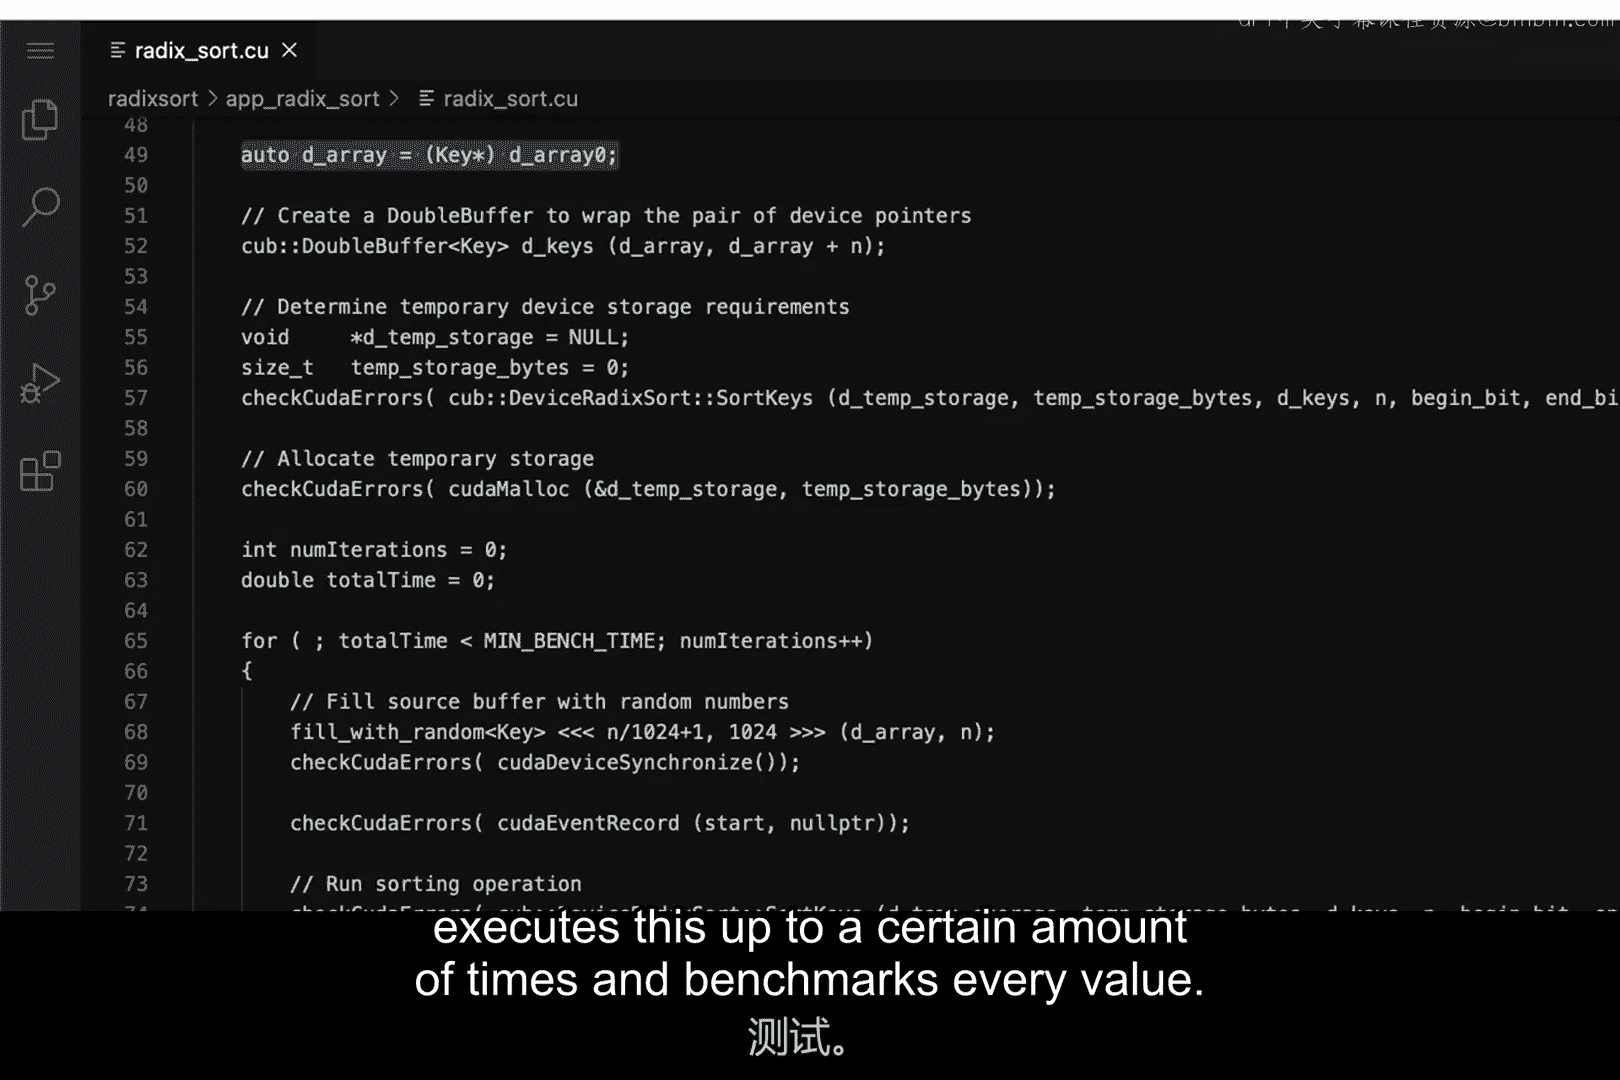 radix_sort.cu
radixsort > app_radix_sort > radix_sort.cu
48
49 auto d_array = (Key*) d_array0;
50
51 // Create a DoubleBuffer to wrap the pair of device pointers
52 cub::DoubleBuffer<Key> d_keys (d_array, d_array + n);
53
54 // Determine temporary device storage requirements
55 void     *d_temp_storage = NULL;
56 size_t   temp_storage_bytes = 0;
57 checkCudaErrors( cub::DeviceRadixSort::SortKeys (d_temp_storage, temp_storage_bytes, d_keys, n, begin_bit, end_bi
58
59 // Allocate temporary storage
60 checkCudaErrors( cudaMalloc (&d_temp_storage, temp_storage_bytes));
61
62 int numIterations = 0;
63 double totalTime = 0;
64
65 for ( ; totalTime < MIN_BENCH_TIME; numIterations++)
66 {
67     // Fill source buffer with random numbers
68     fill_with_random<Key> <<< n/1024+1, 1024 >>> (d_array, n);
69     checkCudaErrors( cudaDeviceSynchronize());
70
71     checkCudaErrors( cudaEventRecord (start, nullptr));
72
73     // Run sorting operation
executes this up to a certain amount
of times and benchmarks every value.
测试。